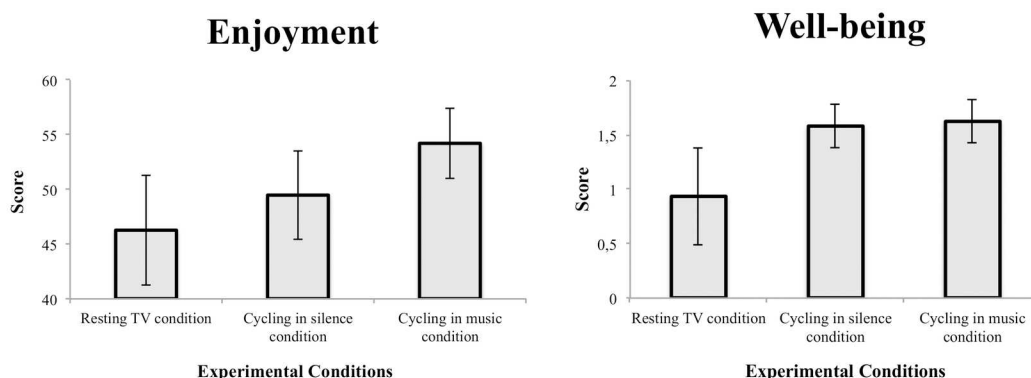 Enjoyment
Score
60
55
50
45
40
Resting TV condition
Cycling in silence
condition
Cycling in music
condition
Experimental Conditions
Well-being
Score
2
1,5
1
0,5
0
Resting TV condition
Cycling in silence
condition
Cycling in music
condition
Experimental Conditions